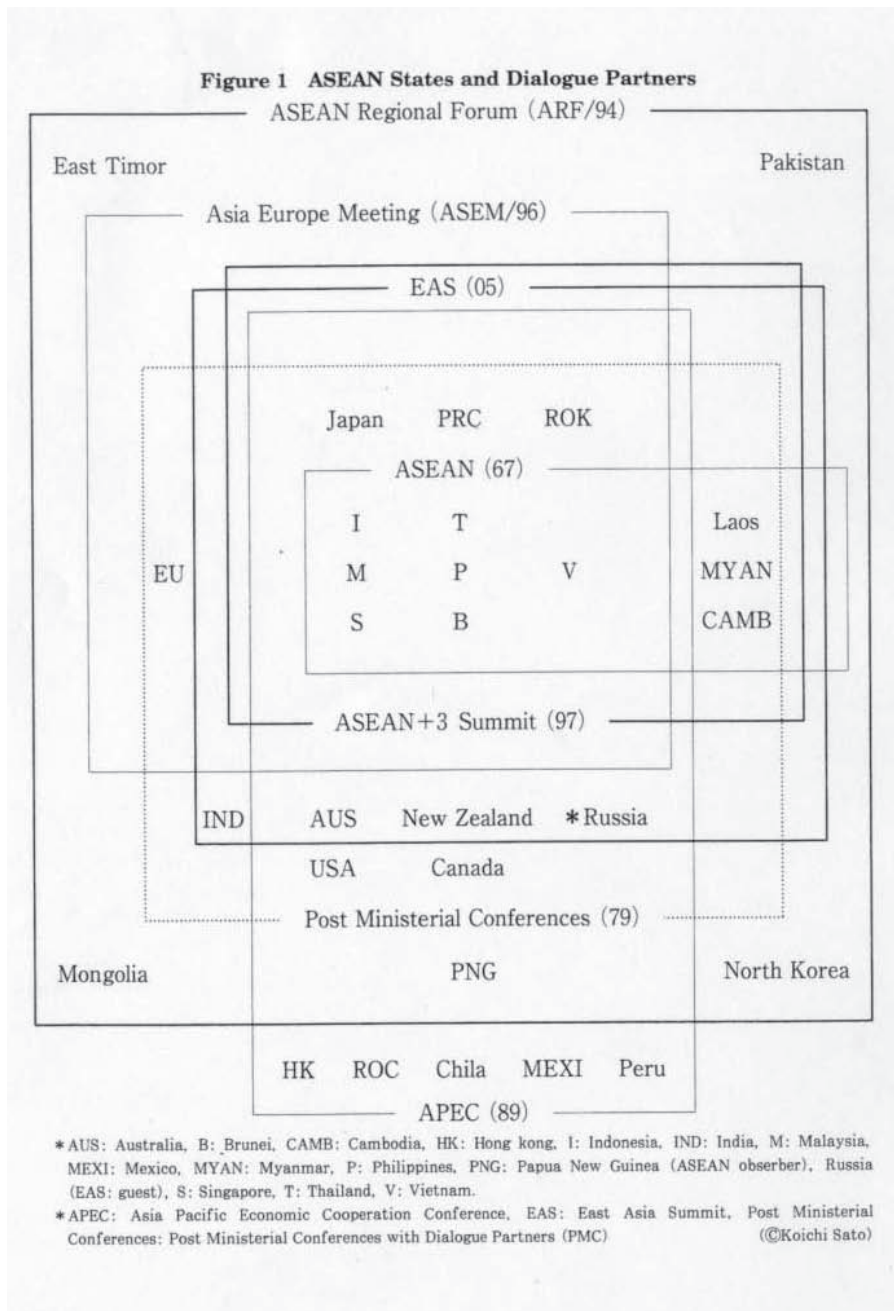 Figure 1 ASEAN States and Dialogue Partners
ASEAN Regional Forum (ARF/94)
East Timor
Pakistan
Asia Europe Meeting (ASEM/96)
EAS (05)
Japan PRC ROK
ASEAN (67)
I T Laos
EU M P V MYAN
S B CAMB
ASEAN+3 Summit (97)
IND AUS New Zealand *Russia
USA Canada
Post Ministerial Conferences (79)
Mongolia PNG North Korea
HK ROC Chila MEXI Peru
APEC (89)
*AUS: Australia, B: Brunei, CAMB: Cambodia, HK: Hong kong, I: Indonesia, IND: India, M: Malaysia,
MEXI: Mexico, MYAN: Myanmar, P: Philippines, PNG: Papua New Guinea (ASEAN obserber), Russia
(EAS: guest), S: Singapore, T: Thailand, V: Vietnam.
*APEC: Asia Pacific Economic Cooperation Conference, EAS: East Asia Summit, Post Ministerial
Conferences: Post Ministerial Conferences with Dialogue Partners (PMC) (©Koichi Sato)